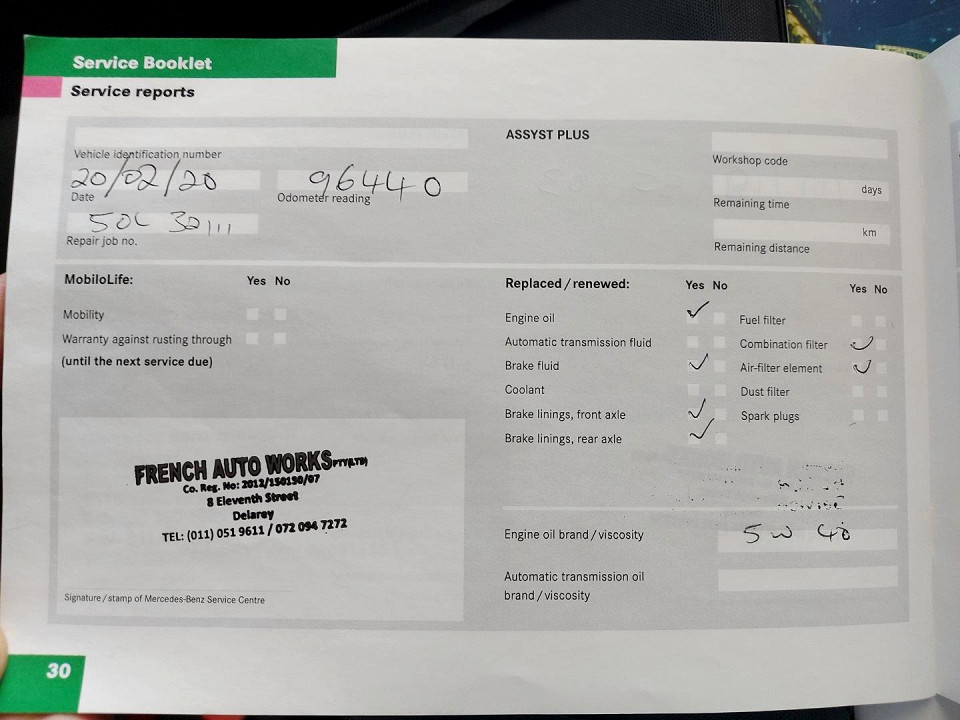 Service Booklet
Service reports
ASSYST PLUS
Vehicle identification number
Workshop code
20/02/20
96440
Date
Odometer reading
days
Remaining time
Repair job no.
km
Remaining distance
MobiloLife:
Yes No
Mobility
Warranty against rusting through
(until the next service due)
Replaced / renewed:
Yes No
Yes No
Engine oil
Fuel filter
Automatic transmission fluid
Combination filter
Brake fluid
Air-filter element
Coolant
Dust filter
Brake linings, front axle
Spark plugs
Brake linings, rear axle
FRENCH AUTO WORKS PTY(LTD)
Co. Reg. No: 2012/150190/07
8 Eleventh Street
Delarey
TEL: (011) 051 9611 / 072 094 7272
Signature / stamp of Mercedes-Benz Service Centre
Engine oil brand / viscosity
5w 40
Automatic transmission oil
brand / viscosity
30